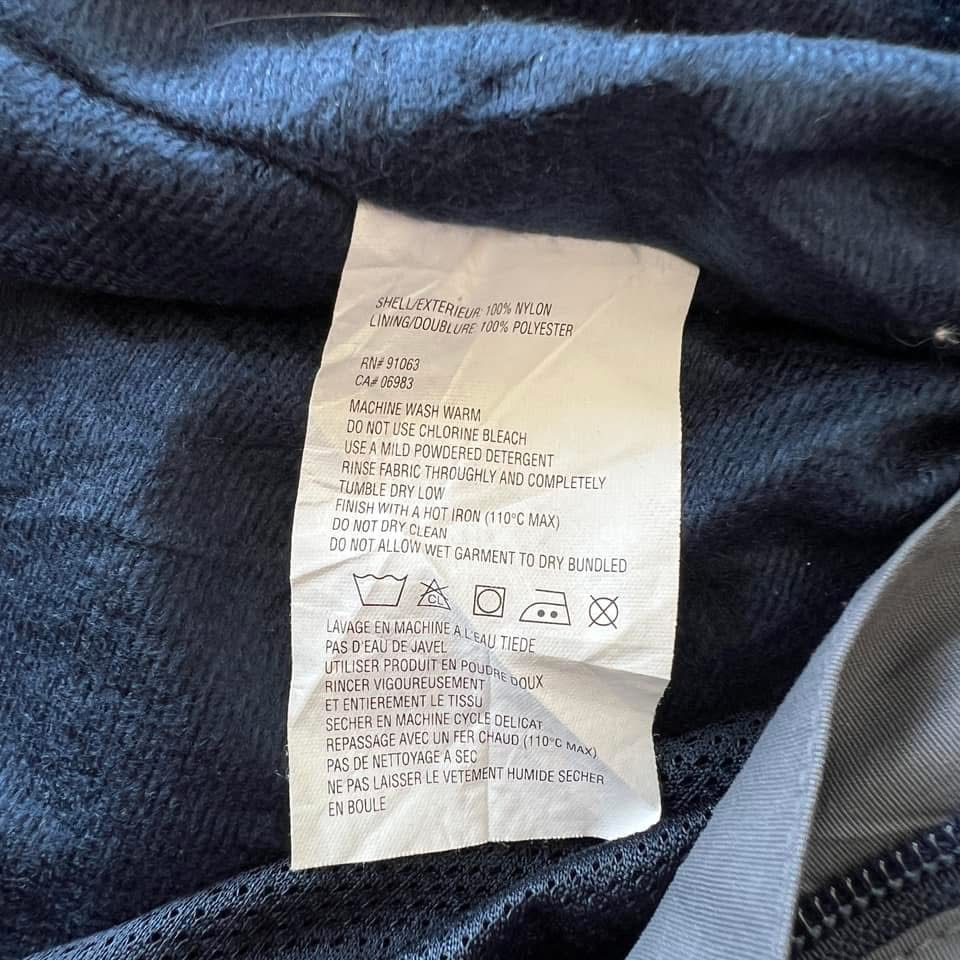 SHELL/EXTERIEUR: 100% NYLON
LINING/DOUBLURE: 100% POLYESTER
RN# 91063
CA# 06983
MACHINE WASH WARM
DO NOT USE CHLORINE BLEACH
USE A MILD POWDERED DETERGENT
RINSE FABRIC THROUGHLY AND COMPLETELY
TUMBLE DRY LOW
FINISH WITH A HOT IRON (110°C MAX)
DO NOT DRY CLEAN
DO NOT ALLOW WET GARMENT TO DRY BUNDLED
CL
LAVAGE EN MACHINE A L'EAU TIEDE
PAS D'EAU DE JAVEL
UTILISER PRODUIT EN POUDRE DOUX
RINCER VIGOUREUSEMENT
ET ENTIEREMENT LE TISSU
SECHER EN MACHINE CYCLE DELICAT
REPASSAGE AVEC UN FER CHAUD (110°C MAX)
PAS DE NETTOYAGE A SEC
NE PAS LAISSER LE VETEMENT HUMIDE SECHER
EN BOULE